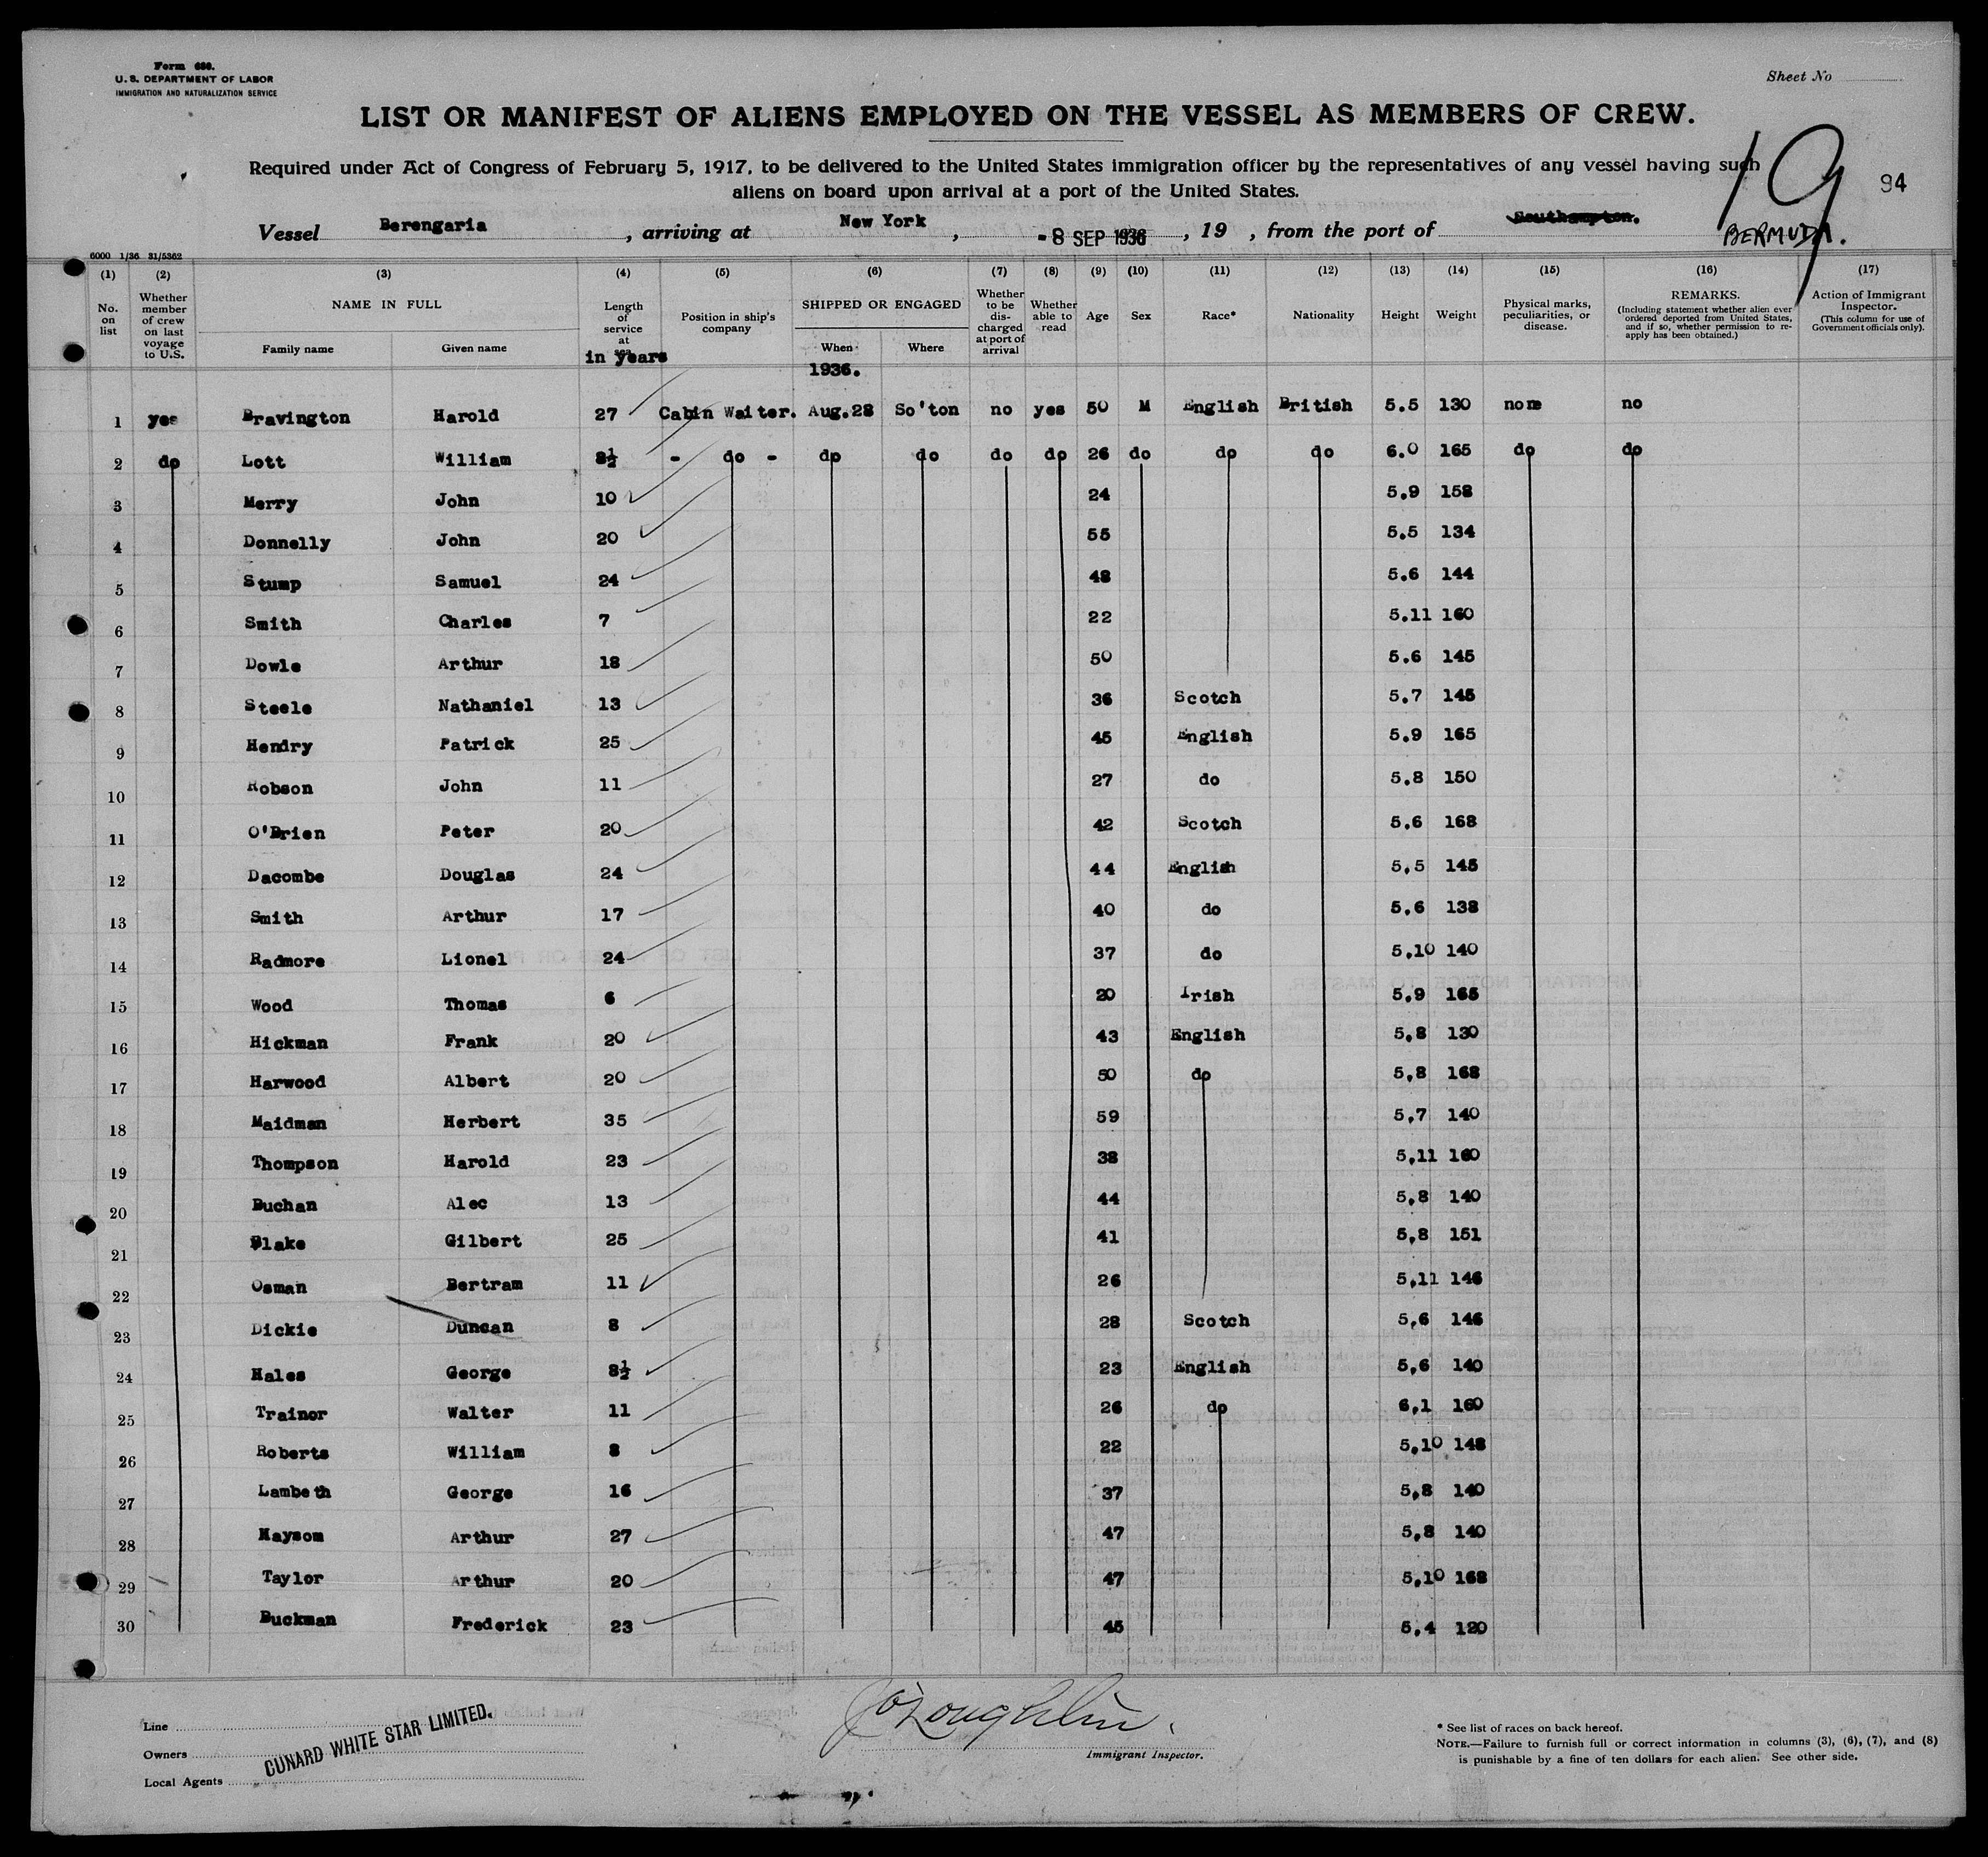 Form 686.
U. S. DEPARTMENT OF LABOR
IMMIGRATION AND NATURALIZATION SERVICE
Sheet No
LIST OR MANIFEST OF ALIENS EMPLOYED ON THE VESSEL AS MEMBERS OF CREW.
Required under Act of Congress of February 5, 1917, to be delivered to the United States immigration officer by the representatives of any vessel having such
aliens on board upon arrival at a port of the United States.
19
94
Vessel Berengaria, arriving at New York, - 8 SEP 1936, 19 , from the port of Southampton. BERMUDA.
6000 1/36 31/5362
(1) (2) (3) (4) (5) (6) (7) (8) (9) (10) (11) (12) (13) (14) (15) (16) (17)
No. on list
Whether member of crew on last voyage to U.S.
NAME IN FULL
Family name Given name
Length of service at sea
in years
Position in ship's company
SHIPPED OR ENGAGED
When Where
1936.
Whether to be discharged at port of arrival
Whether able to read
Age Sex Race* Nationality Height Weight
Physical marks, peculiarities, or disease.
REMARKS.
(Including statement whether alien ever ordered deported from United States, and if so, whether permission to re-apply has been obtained.)
Action of Immigrant Inspector.
(This column for use of Government officials only).
1 yes Bravington Harold 27 Cabin Waiter. Aug.28 So'ton no yes 50 M English British 5.5 130 none no
2 do Lott William 8½ - do - do do do do 26 do do do 6.0 165 do do
3 Merry John 10 24 5.9 158
4 Donnelly John 20 55 5.5 134
5 Stump Samuel 24 48 5.6 144
6 Smith Charles 7 22 5.11 160
7 Dowle Arthur 18 50 5.6 145
8 Steele Nathaniel 13 36 Scotch 5.7 145
9 Hendry Patrick 25 45 English 5.9 165
10 Robson John 11 27 do 5.8 150
11 O'Brien Peter 20 42 Scotch 5.6 168
12 Dacombe Douglas 24 44 English 5.5 145
13 Smith Arthur 17 40 do 5.6 138
14 Radmore Lionel 24 37 do 5.10 140
15 Wood Thomas 6 20 Irish 5.9 165
16 Hickman Frank 20 43 English 5.8 130
17 Harwood Albert 20 50 do 5.8 168
18 Maidman Herbert 35 59 5.7 140
19 Thompson Harold 23 38 5.11 160
20 Buchan Alec 13 44 5.8 140
21 Blake Gilbert 25 41 5.8 151
22 Osman Bertram 11 26 5.11 146
23 Dickie Duncan 8 28 Scotch 5.6 146
24 Hales George 8½ 23 English 5.6 140
25 Trainor Walter 11 26 do 6.1 160
26 Roberts William 8 22 5.10 148
27 Lambeth George 16 37 5.8 140
28 Maysom Arthur 27 47 5.8 140
29 Taylor Arthur 20 47 5.10 168
30 Buckman Frederick 23 45 5.4 120
Line
Owners
Local Agents
CUNARD WHITE STAR LIMITED.
JO'Loughlin.
Immigrant Inspector.
* See list of races on back hereof.
NOTE.—Failure to furnish full or correct information in columns (3), (6), (7), and (8)
is punishable by a fine of ten dollars for each alien. See other side.